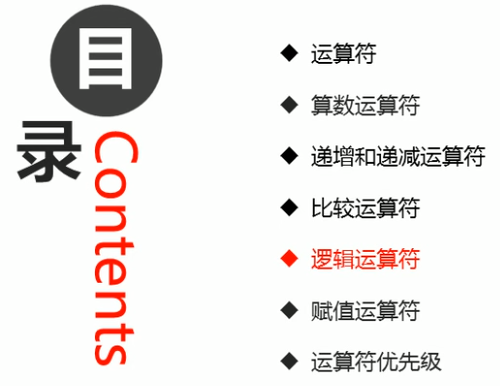 目录
Contents
◆ 运算符
◆ 算数运算符
◆ 递增和递减运算符
◆ 比较运算符
◆ 逻辑运算符
◆ 赋值运算符
◆ 运算符优先级